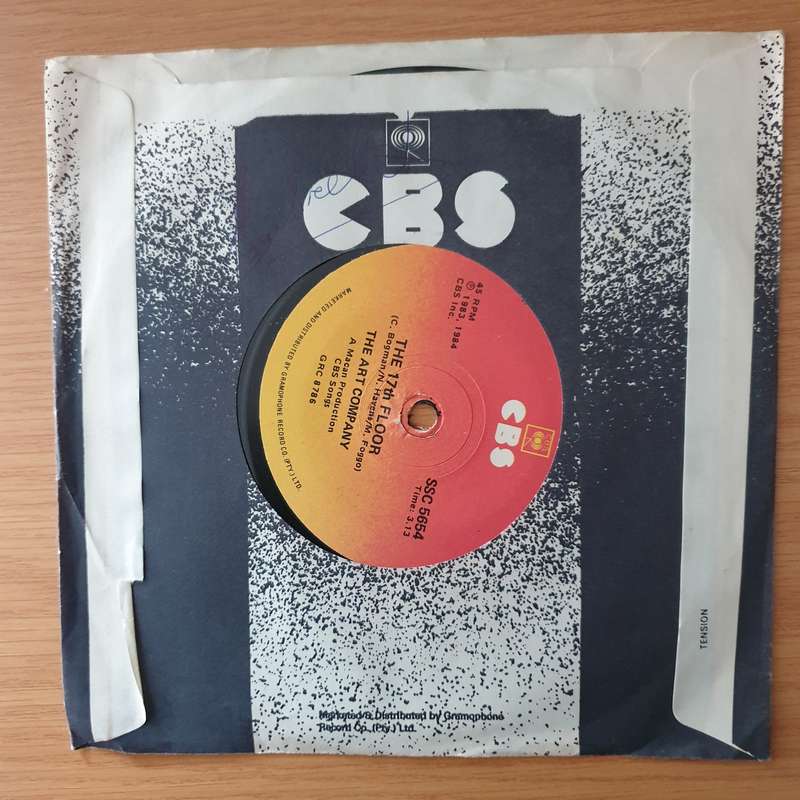 CBS
45 RPM
℗ 1983, 1984
CBS Inc.
CBS
SSC 5654
Time: 3.13
THE 17th FLOOR
(C. Bogman/N. Havens/M. Foggo)
THE ART COMPANY
A Macan Production
CBS Songs
GRC 8786
MARKETED AND DISTRIBUTED BY GRAMOPHONE RECORD CO. (PTY.) LTD.
TENSION
Marketed & Distributed by Gramophone
Record Co. (Pty.) Ltd.